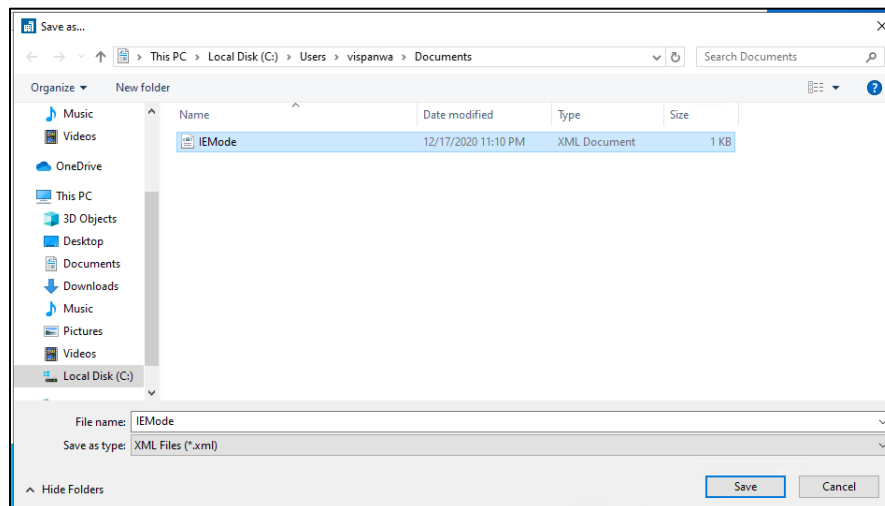 Save as...
This PC > Local Disk (C:) > Users > vispanwa > Documents
Search Documents
Organize
New folder
Name
Date modified
Type
Size
IEMode
12/17/2020 11:10 PM
XML Document
1 KB
Music
Videos
OneDrive
This PC
3D Objects
Desktop
Documents
Downloads
Music
Pictures
Videos
Local Disk (C:)
File name: IEMode
Save as type: XML Files (*.xml)
Hide Folders
Save
Cancel